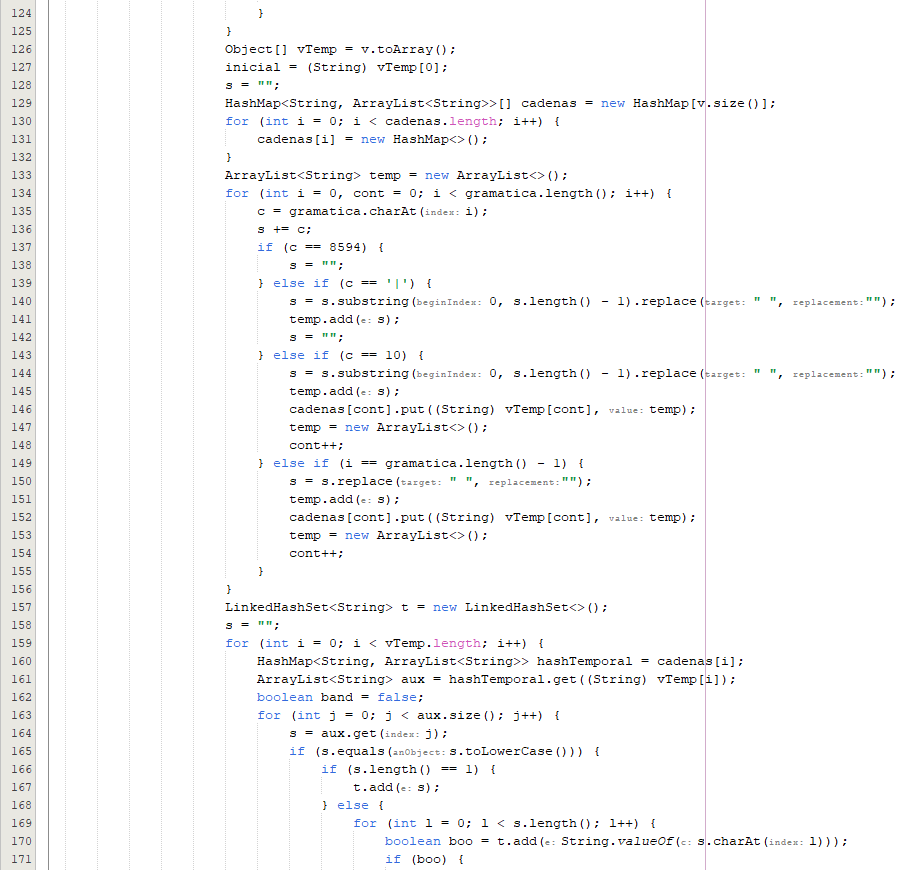 124 }
125 }
126 Object[] vTemp = v.toArray();
127 inicial = (String) vTemp[0];
128 s = "";
129 HashMap<String, ArrayList<String>>[] cadenas = new HashMap[v.size()];
130 for (int i = 0; i < cadenas.length; i++) {
131 cadenas[i] = new HashMap<>();
132 }
133 ArrayList<String> temp = new ArrayList<>();
134 for (int i = 0, cont = 0; i < gramatica.length(); i++) {
135 c = gramatica.charAt(index: i);
136 s += c;
137 if (c == 8594) {
138 s = "";
139 } else if (c == '|') {
140 s = s.substring(beginIndex: 0, s.length() - 1).replace(target: " ", replacement:"");
141 temp.add(e: s);
142 s = "";
143 } else if (c == 10) {
144 s = s.substring(beginIndex: 0, s.length() - 1).replace(target: " ", replacement:"");
145 temp.add(e: s);
146 cadenas[cont].put((String) vTemp[cont], value: temp);
147 temp = new ArrayList<>();
148 cont++;
149 } else if (i == gramatica.length() - 1) {
150 s = s.replace(target: " ", replacement:"");
151 temp.add(e: s);
152 cadenas[cont].put((String) vTemp[cont], value: temp);
153 temp = new ArrayList<>();
154 cont++;
155 }
156 }
157 LinkedHashSet<String> t = new LinkedHashSet<>();
158 s = "";
159 for (int i = 0; i < vTemp.length; i++) {
160 HashMap<String, ArrayList<String>> hashTemporal = cadenas[i];
161 ArrayList<String> aux = hashTemporal.get((String) vTemp[i]);
162 boolean band = false;
163 for (int j = 0; j < aux.size(); j++) {
164 s = aux.get(index: j);
165 if (s.equals(anObject: s.toLowerCase())) {
166 if (s.length() == 1) {
167 t.add(e: s);
168 } else {
169 for (int l = 0; l < s.length(); l++) {
170 boolean boo = t.add(e: String.valueOf(c: s.charAt(index: l)));
171 if (boo) {